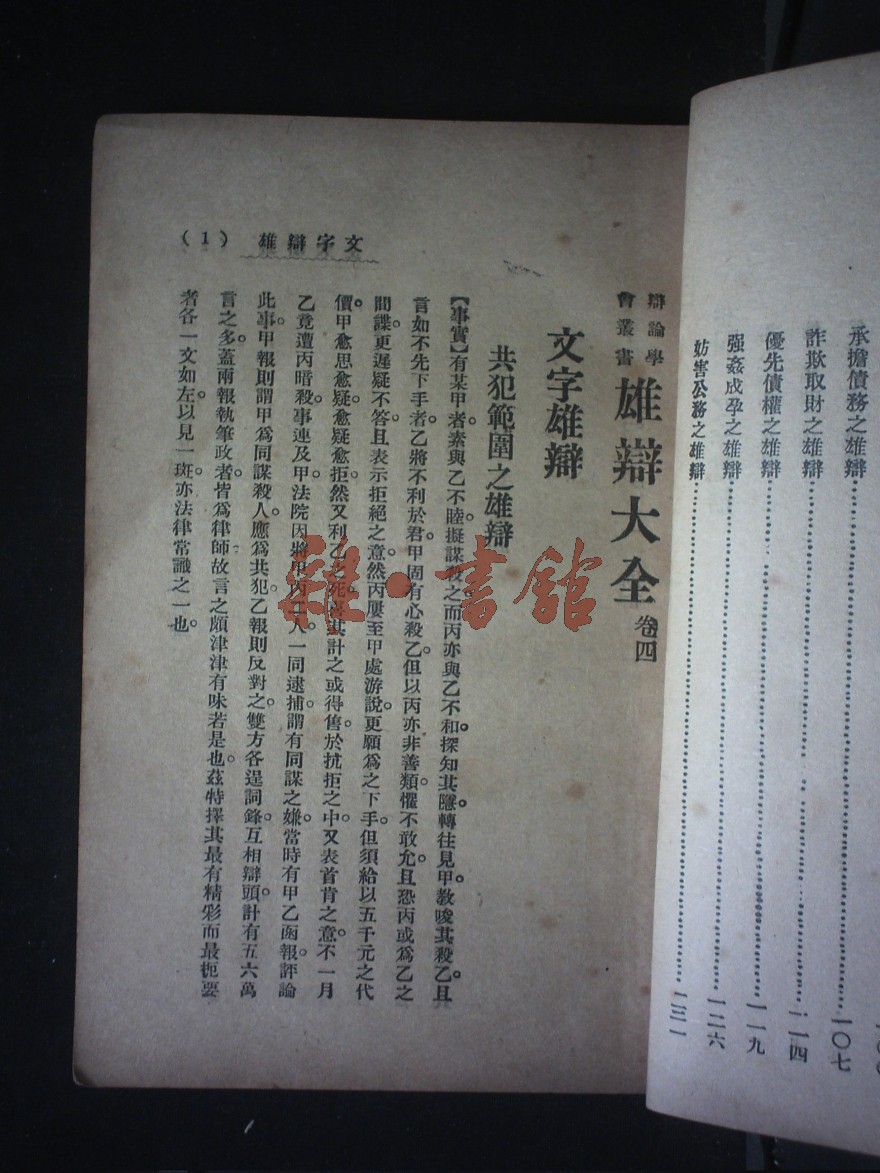 承擔債務之雄辯
詐欺取財之雄辯……一一四
優先債權之雄辯……一一九
强姦成孕之雄辯……一二六
妨害公務之雄辯……一三一
一〇七
辯論學
會叢書
雄辯大全 卷四
文字雄辯
共犯範圍之雄辯
【事實】有某甲者素與乙不睦擬謀殺之而丙亦與乙不和探知其隱轉往見甲教唆其殺乙。且
言如不先下手者乙將不利於君。甲固有心殺乙。但以丙亦非善類。懼不敢允。且恐丙或爲乙之
間諜。更遲疑不答。且表示拒絕之意。然丙屢至甲處游說。更願爲之下手。但須給以五千元之代
價。甲愈思愈疑。愈疑愈拒。然又利乙之死。喜其計之或得售。於抗拒之中。又表首肯之意。不一月
乙竟遭丙暗殺。事連及甲。法院因將甲丙二人。一同逮捕。謂有同謀之嫌。當時有甲乙兩報。評論
此事。甲報則謂甲爲同謀殺人。應爲共犯。乙報則反對之。雙方各逞詞鋒。互相辯頭。計有五六萬
言之多。蓋兩報執筆政者。皆爲律師。故言之頗津津有味若是也。茲特擇其最有精彩而最扼要
者各一文如左。以見一斑。亦法律常識之一也。
文字辯雄 （1）
雜·書館